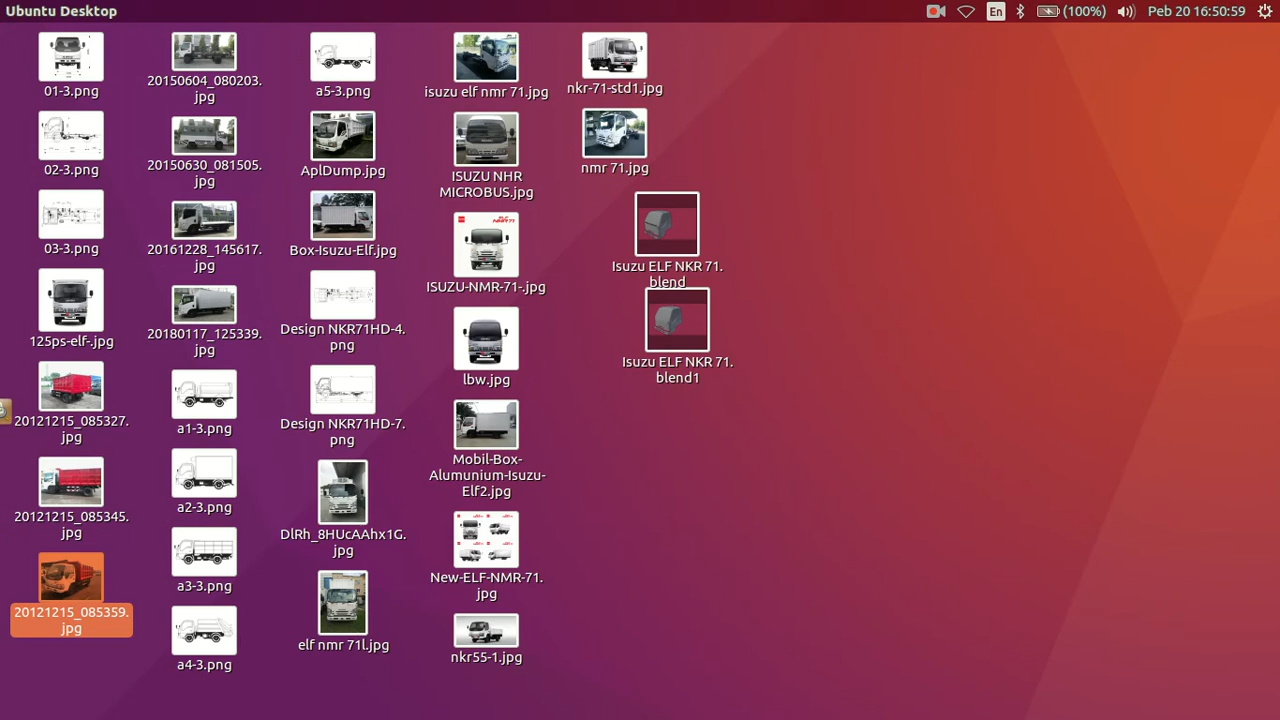 Ubuntu Desktop
En
(100%)
Peb 20 16:50:59
01-3.png
02-3.png
03-3.png
125ps-elf-.jpg
20121215_085327.
jpg
20121215_085345.
jpg
20121215_085359.
jpg
20150604_080203.
jpg
20150630_081505.
jpg
20161228_145617.
jpg
20180117_125339.
jpg
a1-3.png
a2-3.png
a3-3.png
a4-3.png
a5-3.png
AplDump.jpg
Box-Isuzu-Elf.jpg
Design NKR71HD-4.
png
Design NKR71HD-7.
png
DlRh_8HUcAAhx1G.
jpg
elf nmr 71l.jpg
isuzu elf nmr 71.jpg
ISUZU NHR
MICROBUS.jpg
ISUZU-NMR-71-.jpg
lbw.jpg
Mobil-Box-
Alumunium-Isuzu-
Elf2.jpg
New-ELF-NMR-71.
jpg
nkr55-1.jpg
nkr-71-std1.jpg
nmr 71.jpg
Isuzu ELF NKR 71.
blend
Isuzu ELF NKR 71.
blend1